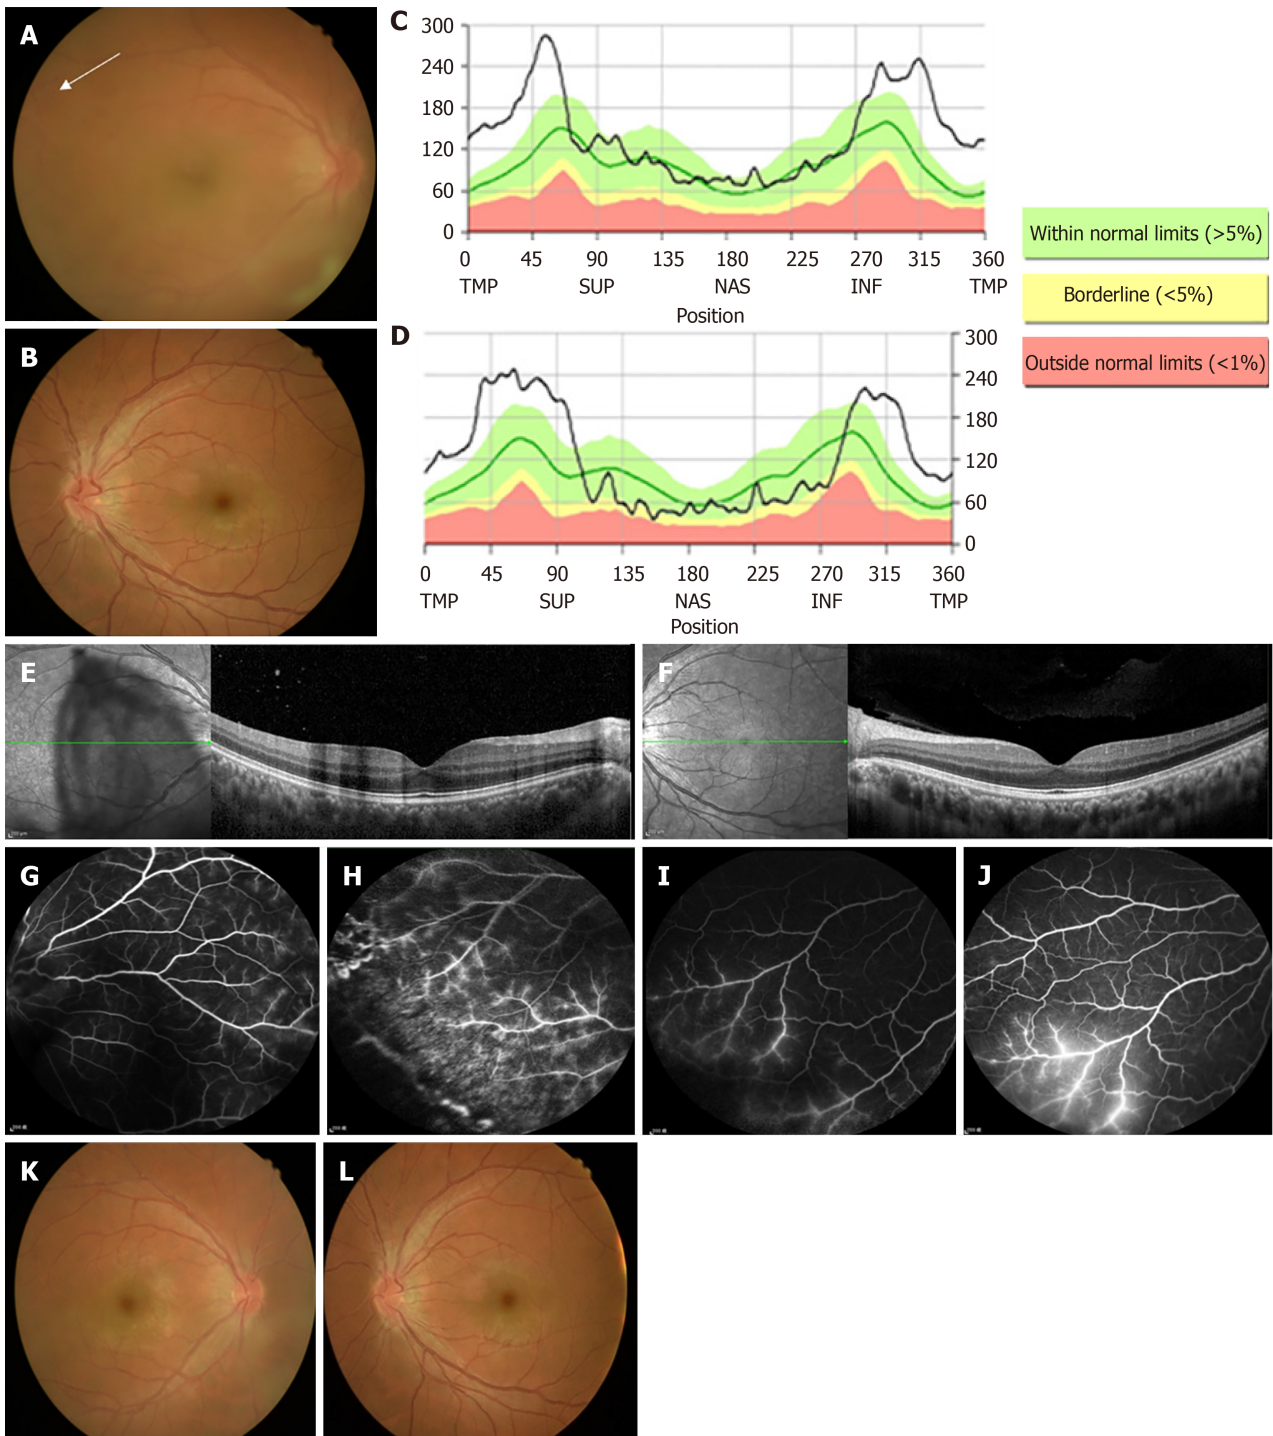 A
B
C
300
240
180
120
60
0
0 45 90 135 180 225 270 315 360
TMP SUP NAS INF TMP
Position
Within normal limits (>5%)
Borderline (<5%)
Outside normal limits (<1%)
D
300
240
180
120
60
0
0 45 90 135 180 225 270 315 360
TMP SUP NAS INF TMP
Position
E
F
G
H
I
J
K
L